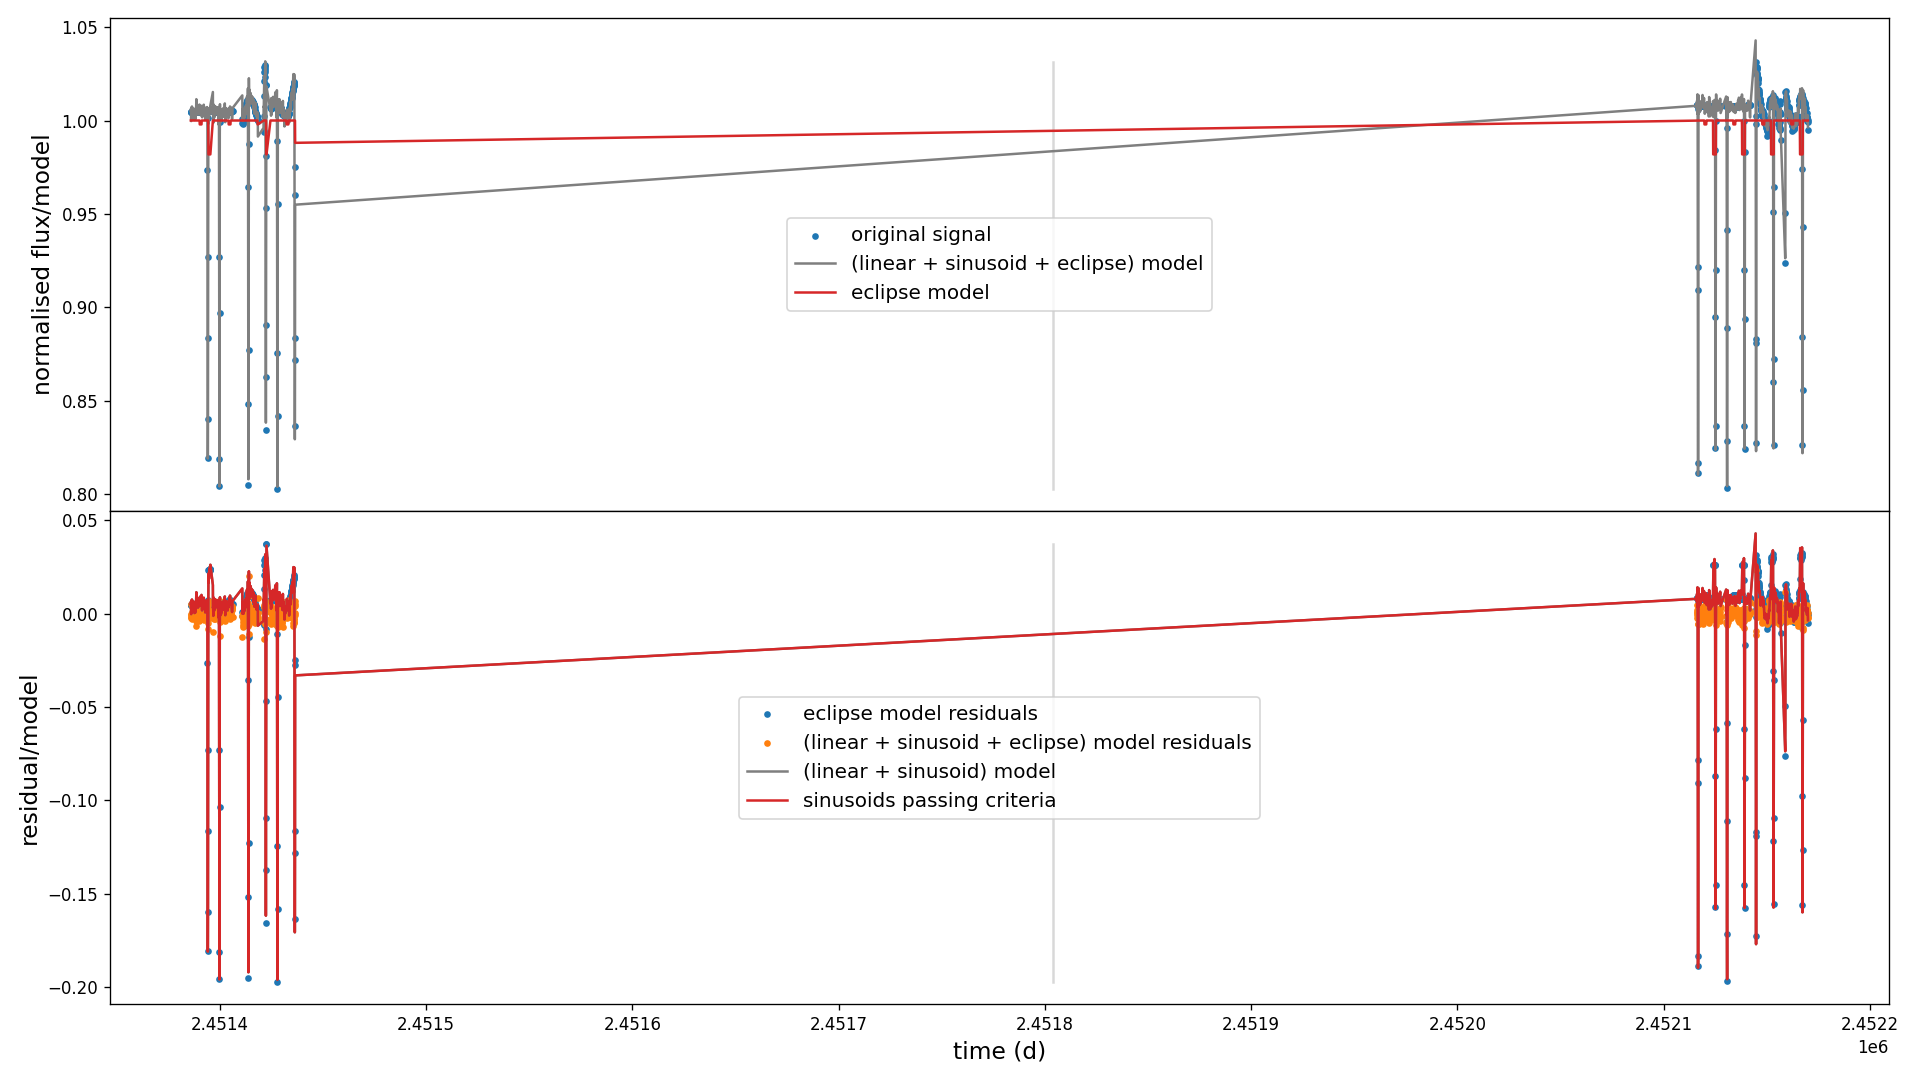 1.05
1.00
0.95
0.90
0.85
0.80
normalised flux/model
original signal
(linear + sinusoid + eclipse) model
eclipse model
0.05
0.00
−0.05
−0.10
−0.15
−0.20
residual/model
eclipse model residuals
(linear + sinusoid + eclipse) model residuals
(linear + sinusoid) model
sinusoids passing criteria
2.4514 2.4515 2.4516 2.4517 2.4518 2.4519 2.4520 2.4521 2.4522
1e6
time (d)